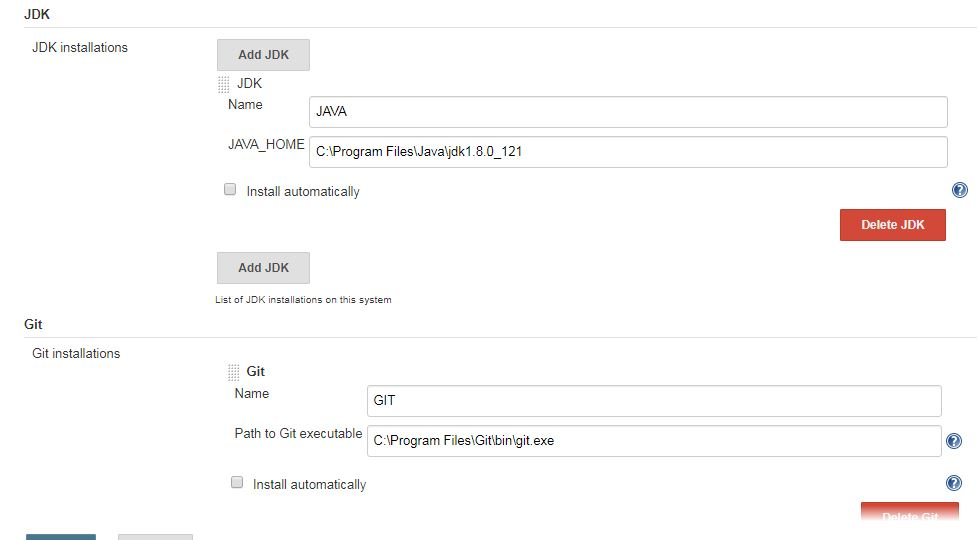 JDK
JDK installations
Add JDK
JDK
Name
JAVA
JAVA_HOME
C:\Program Files\Java\jdk1.8.0_121
Install automatically
?
Delete JDK
Add JDK
List of JDK installations on this system
Git
Git installations
Git
Name
GIT
Path to Git executable
C:\Program Files\Git\bin\git.exe
?
Install automatically
?
Delete Git